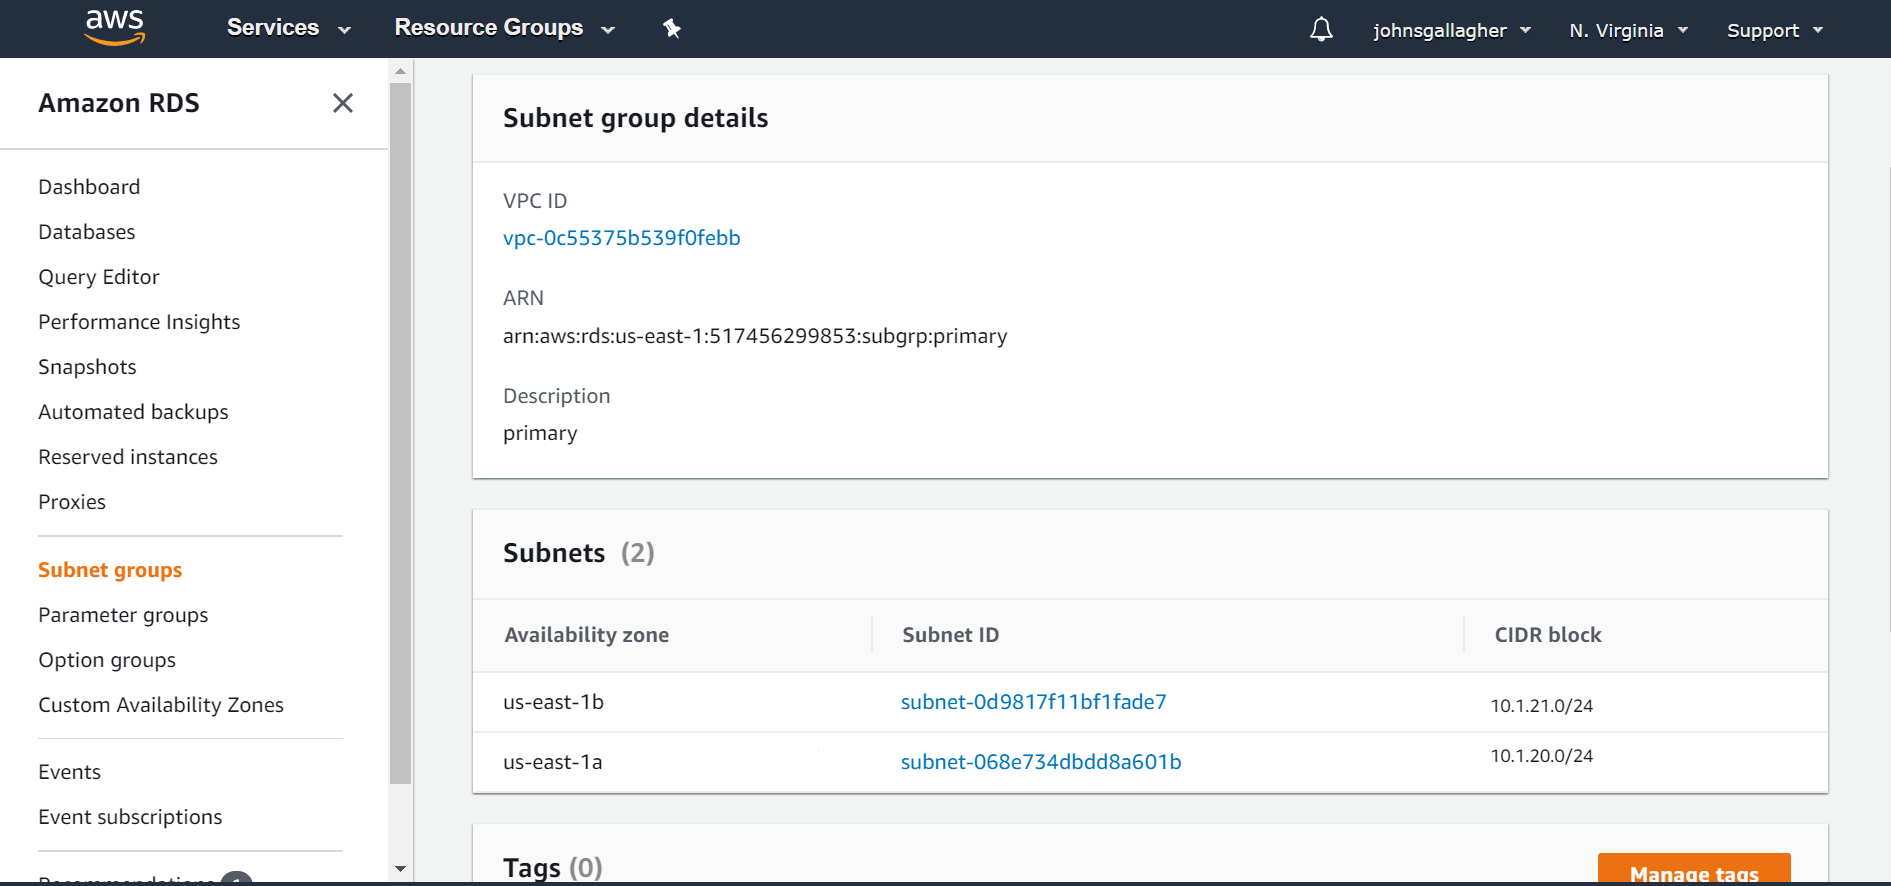 aws Services Resource Groups johnsgallagher N. Virginia Support
Amazon RDS
Dashboard
Databases
Query Editor
Performance Insights
Snapshots
Automated backups
Reserved instances
Proxies
Subnet groups
Parameter groups
Option groups
Custom Availability Zones
Events
Event subscriptions
Recommendations
Subnet group details
VPC ID
vpc-0c55375b539f0febb
ARN
arn:aws:rds:us-east-1:517456299853:subgrp:primary
Description
primary
Subnets (2)
Availability zone Subnet ID CIDR block
us-east-1b subnet-0d9817f11bf1fade7 10.1.21.0/24
us-east-1a subnet-068e734dbdd8a601b 10.1.20.0/24
Tags (0) Manage tags